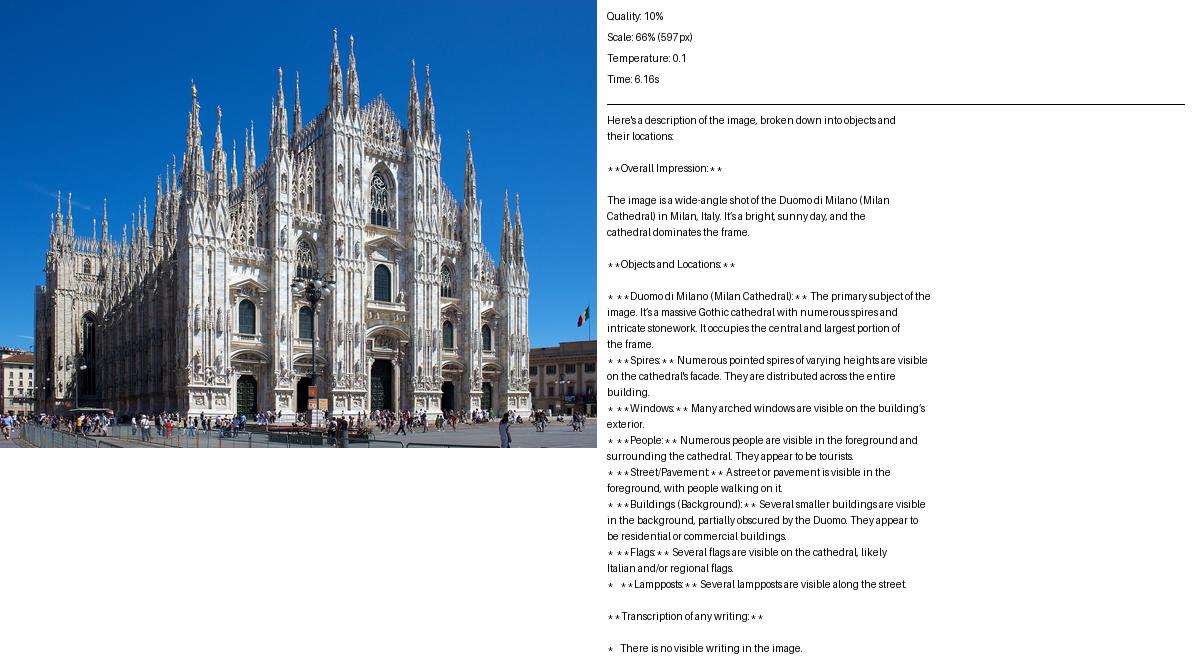 Quality: 10%
Scale: 66% (597px)
Temperature: 0.1
Time: 6.16s
Here's a description of the image, broken down into objects and
their locations:
**Overall Impression:**
The image is a wide-angle shot of the Duomo di Milano (Milan
Cathedral) in Milan, Italy. It's a bright, sunny day, and the
cathedral dominates the frame.
**Objects and Locations:**
* **Duomo di Milano (Milan Cathedral):** The primary subject of the
image. It's a massive Gothic cathedral with numerous spires and
intricate stonework. It occupies the central and largest portion of
the frame.
* **Spires:** Numerous pointed spires of varying heights are visible
on the cathedral's facade. They are distributed across the entire
building.
* **Windows:** Many arched windows are visible on the building's
exterior.
* **People:** Numerous people are visible in the foreground and
surrounding the cathedral. They appear to be tourists.
* **Street/Pavement:** A street or pavement is visible in the
foreground, with people walking on it.
* **Buildings (Background):** Several smaller buildings are visible
in the background, partially obscured by the Duomo. They appear to
be residential or commercial buildings.
* **Flags:** Several flags are visible on the cathedral, likely
Italian and/or regional flags.
* **Lampposts:** Several lampposts are visible along the street.
**Transcription of any writing:**
* There is no visible writing in the image.